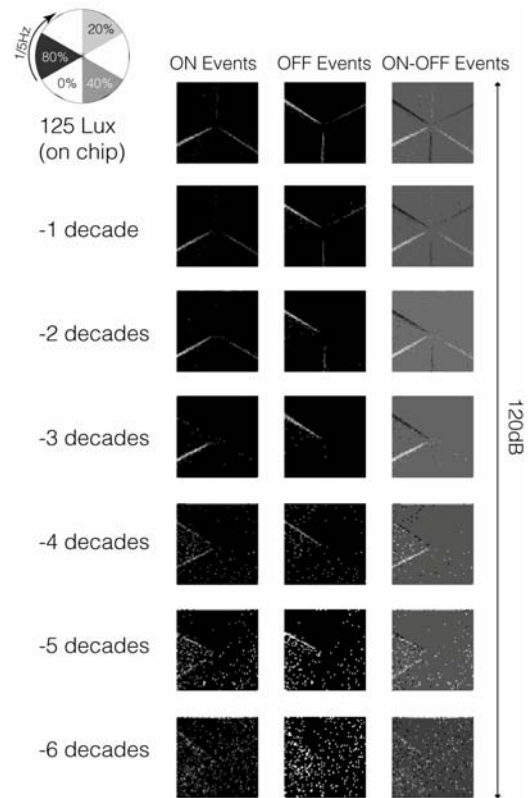 20%
1/5Hz
80%
0%
40%
125 Lux
(on chip)
ON Events
OFF Events
ON-OFF Events
-1 decade
-2 decades
-3 decades
-4 decades
-5 decades
-6 decades
120dB